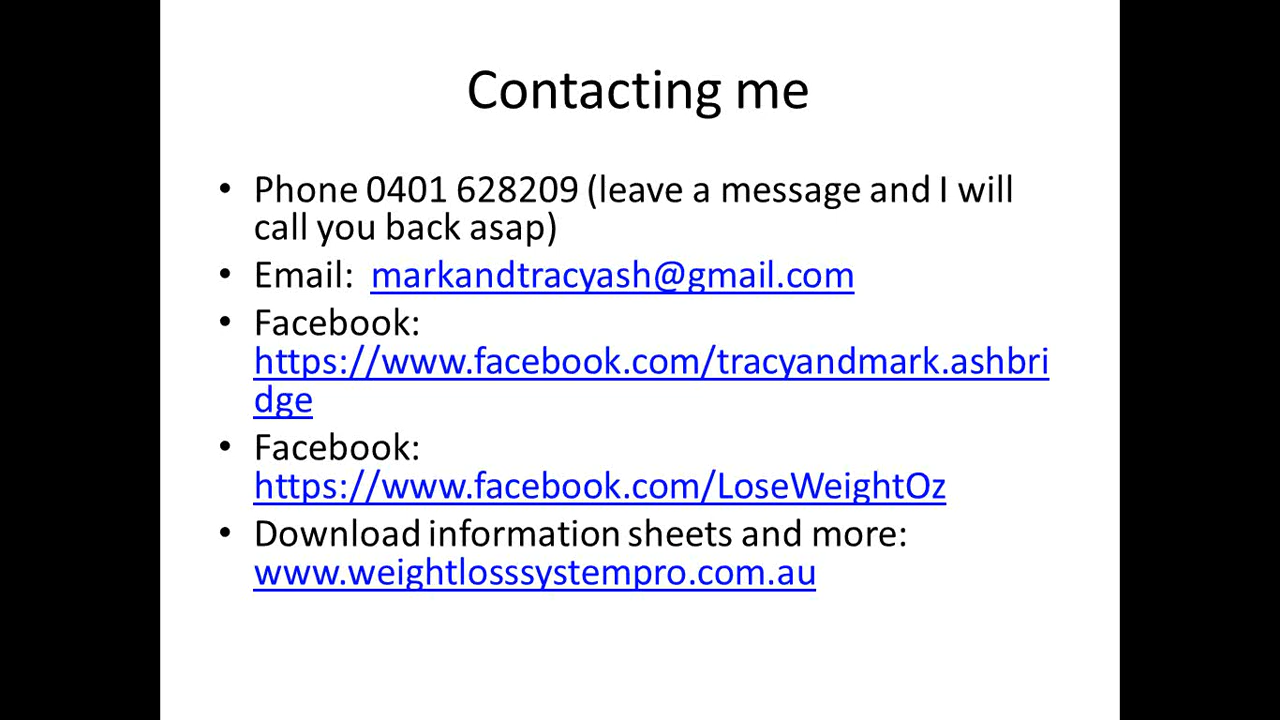 Contacting me
• Phone 0401 628209 (leave a message and I will
call you back asap)
• Email: markandtracyash@gmail.com
• Facebook:
https://www.facebook.com/tracyandmark.ashbri
dge
• Facebook:
https://www.facebook.com/LoseWeightOz
• Download information sheets and more:
www.weightlosssystempro.com.au